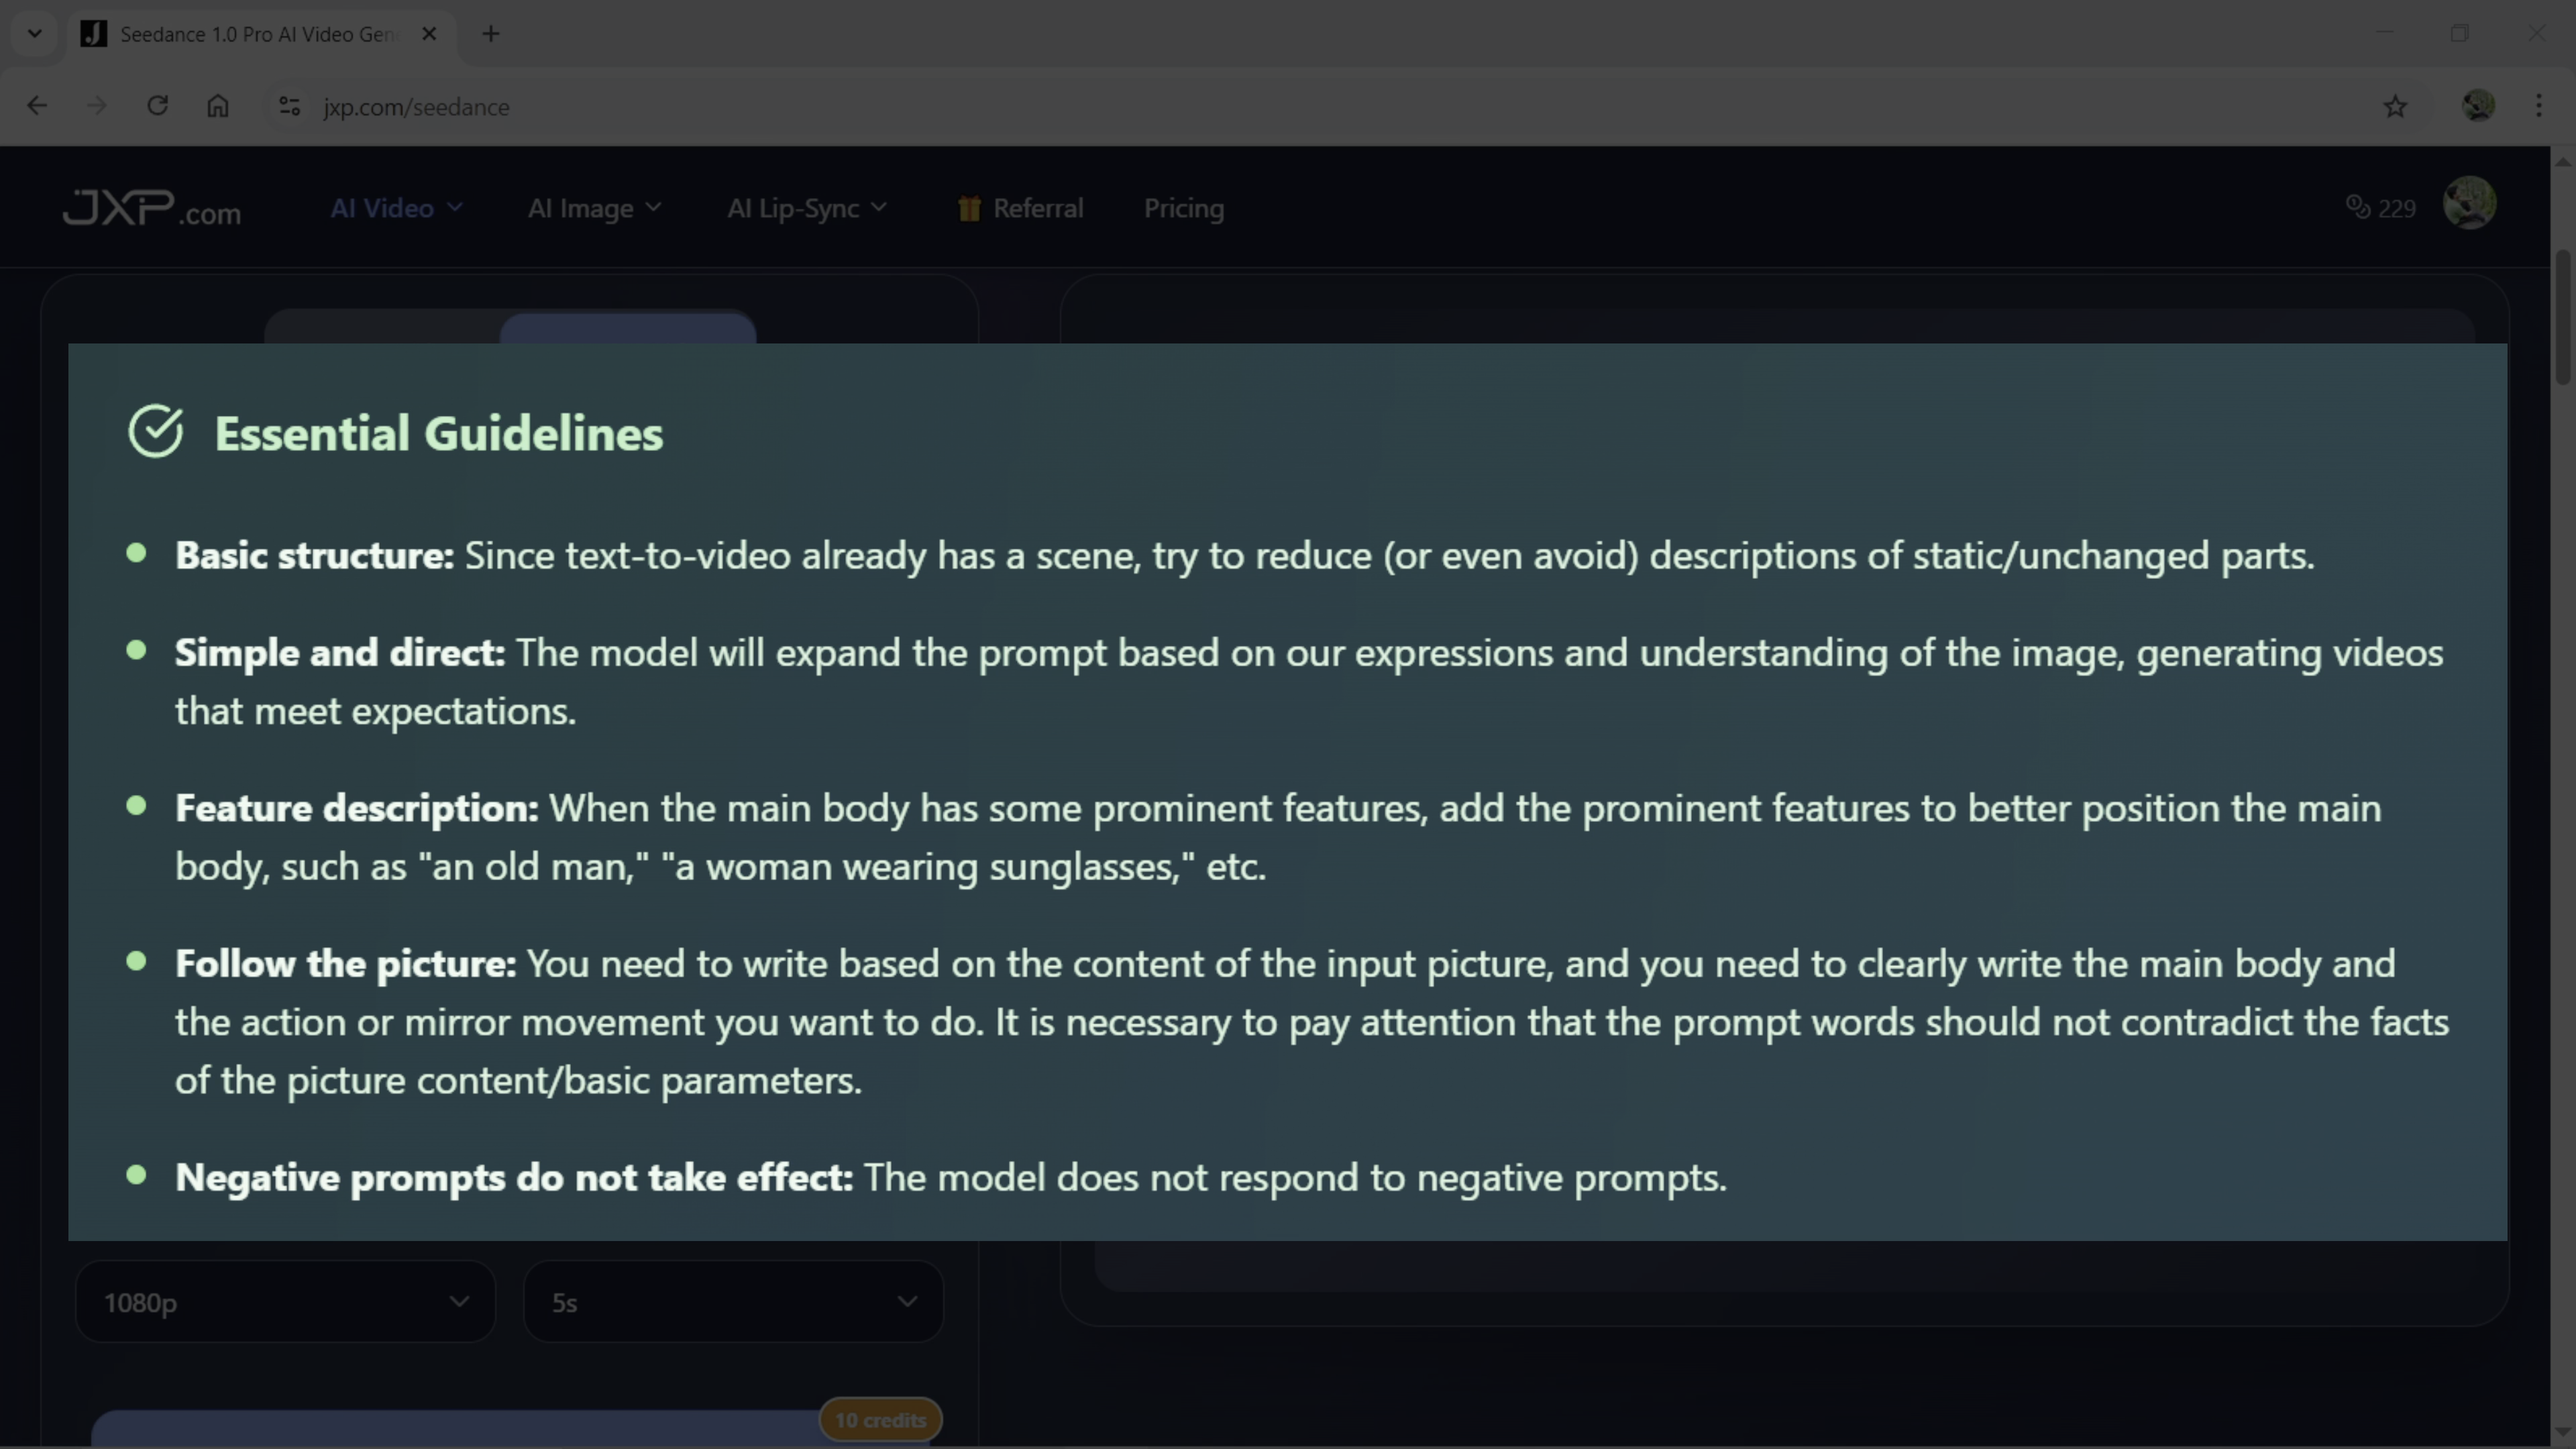 Seedance 1.0 Pro AI Video Gen
jxp.com/seedance
JXP.com
AI Video
AI Image
AI Lip-Sync
Referral
Pricing
229
Essential Guidelines
Basic structure: Since text-to-video already has a scene, try to reduce (or even avoid) descriptions of static/unchanged parts.
Simple and direct: The model will expand the prompt based on our expressions and understanding of the image, generating videos
that meet expectations.
Feature description: When the main body has some prominent features, add the prominent features to better position the main
body, such as "an old man," "a woman wearing sunglasses," etc.
Follow the picture: You need to write based on the content of the input picture, and you need to clearly write the main body and
the action or mirror movement you want to do. It is necessary to pay attention that the prompt words should not contradict the facts
of the picture content/basic parameters.
Negative prompts do not take effect: The model does not respond to negative prompts.
1080p
5s
10 credits